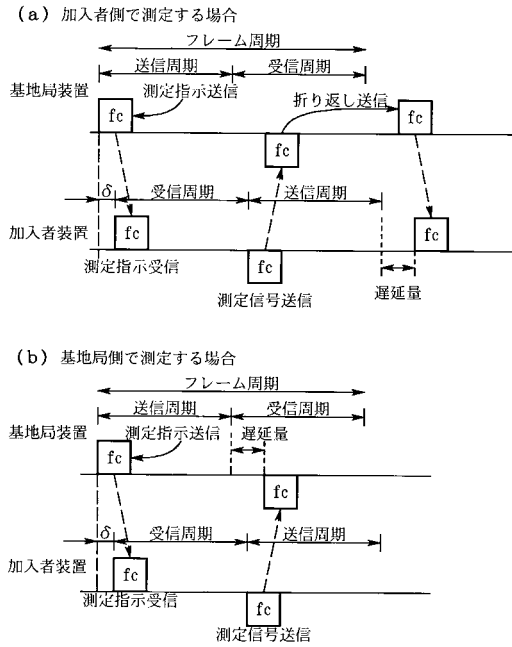 (a) 加入者側で測定する場合
フレーム周期
送信周期 受信周期
基地局装置
fc
測定指示送信
折り返し送信
fc
fc
δ 受信周期 送信周期
加入者装置
fc
fc
fc
測定指示受信
測定信号送信
遅延量
(b) 基地局側で測定する場合
フレーム周期
送信周期 受信周期
基地局装置
測定指示送信 遅延量
fc
fc
δ 受信周期 送信周期
加入者装置
fc
fc
測定指示受信
測定信号送信